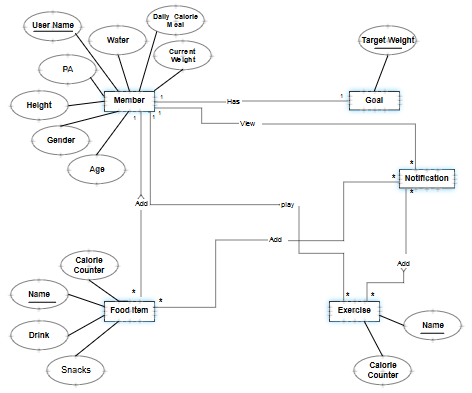 Daily Calorie
Meal
User Name
Water
Target Weight
Current
Weight
PA
Member
1
Has
1
Goal
Height
1
1
1
View
Gender
*
Age
*
Notification
*
Add
play
Add
Calorie
Counter
Add
Name
*
*
*
*
Food Item
Exercise
Name
Drink
Snacks
Calorie
Counter